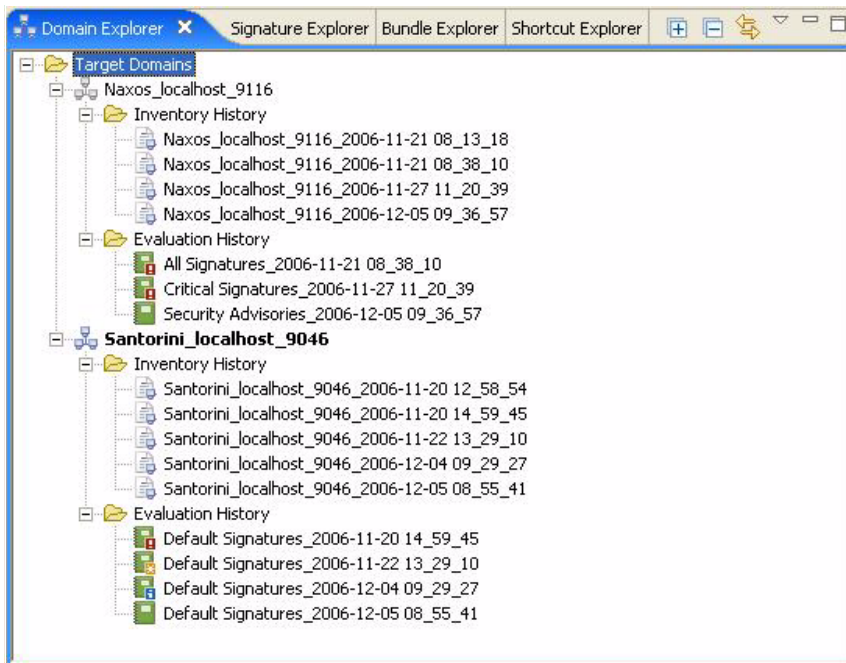 Domain Explorer Signature Explorer Bundle Explorer Shortcut Explorer
Target Domains
Naxos_localhost_9116
Inventory History
Naxos_localhost_9116_2006-11-21 08_13_18
Naxos_localhost_9116_2006-11-21 08_38_10
Naxos_localhost_9116_2006-11-27 11_20_39
Naxos_localhost_9116_2006-12-05 09_36_57
Evaluation History
All Signatures_2006-11-21 08_38_10
Critical Signatures_2006-11-27 11_20_39
Security Advisories_2006-12-05 09_36_57
Santorini_localhost_9046
Inventory History
Santorini_localhost_9046_2006-11-20 12_58_54
Santorini_localhost_9046_2006-11-20 14_59_45
Santorini_localhost_9046_2006-11-22 13_29_10
Santorini_localhost_9046_2006-12-04 09_29_27
Santorini_localhost_9046_2006-12-05 08_55_41
Evaluation History
Default Signatures_2006-11-20 14_59_45
Default Signatures_2006-11-22 13_29_10
Default Signatures_2006-12-04 09_29_27
Default Signatures_2006-12-05 08_55_41